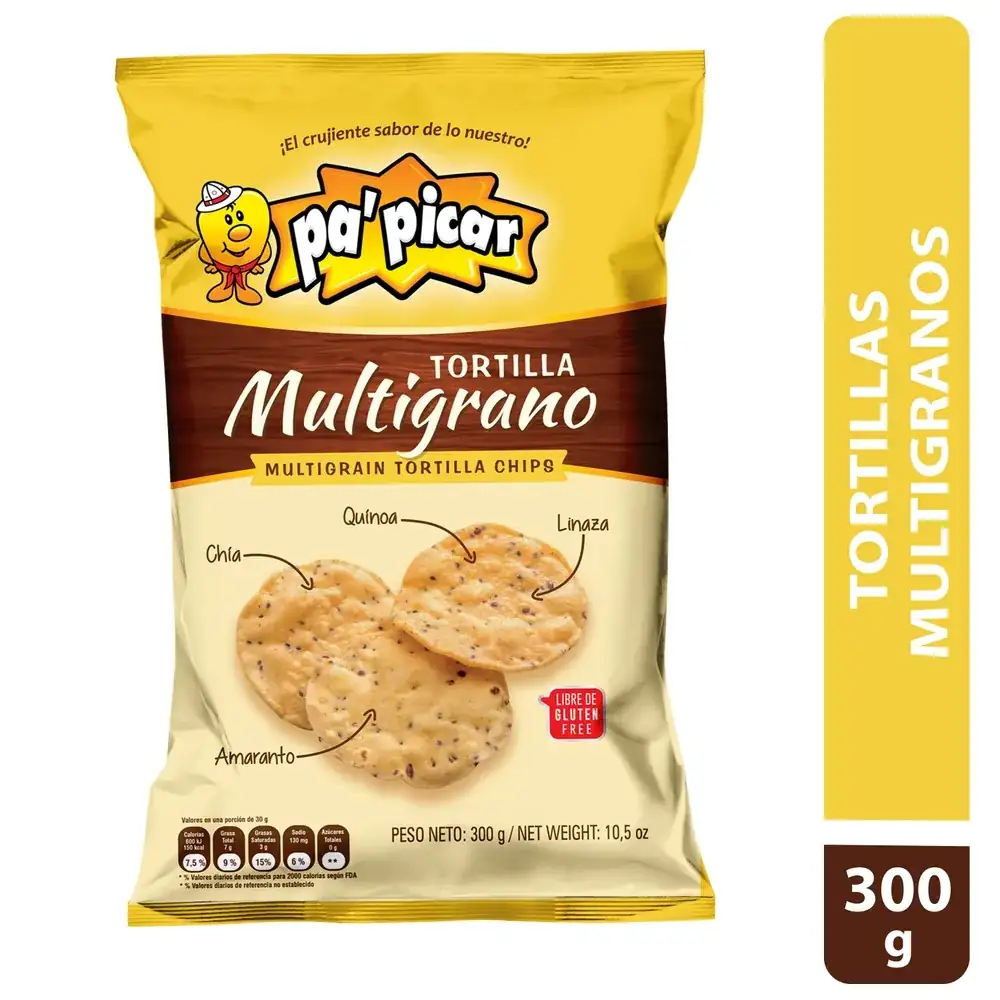 ¡El crujiente sabor de lo nuestro!
pa' picar
TORTILLA
Multigrano
MULTIGRAIN TORTILLA CHIPS
Quínoa
Linaza
Chía
Amaranto
LIBRE DE
GLUTEN
FREE
Valores en una porción de 30 g
Calorías
600 kJ
150 kcal
7,5 %
Grasa
Total
7 g
9 %
Grasas
Saturadas
3 g
15%
Sodio
130 mg
6 %
Azúcares
Totales
0 g
**
* % Valores diarios de referencia para 2000 calorías según FDA
* % Valores diarios de referencia no establecido
PESO NETO: 300 g / NET WEIGHT: 10,5 oz
TORTILLAS
MULTIGRANOS
300
g